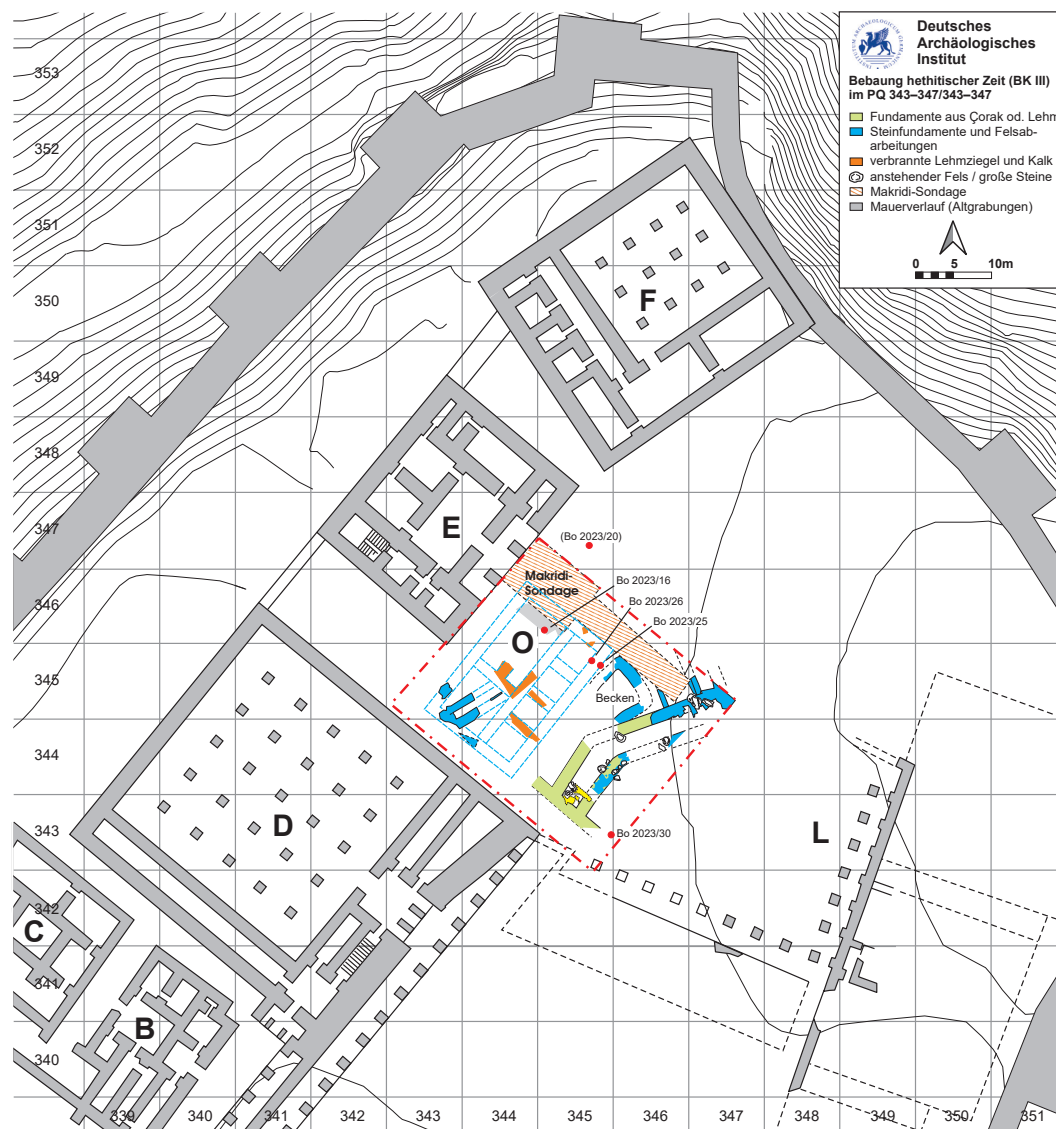 Deutsches
Archäologisches
Institut
Bebaung hethitischer Zeit (BK III)
im PQ 343–347/343–347
Fundamente aus Çorak od. Lehm
Steinfundamente und Felsab-
arbeitungen
verbrannte Lehmziegel und Kalk
anstehender Fels / große Steine
Makridi-Sondage
Mauerverlauf (Altgrabungen)
0 5 10m
353
352
351
350
349
348
347
346
345
344
343
342
341
340
F
E
(Bo 2023/20)
Makridi-
Sondage
Bo 2023/16
Bo 2023/26
Bo 2023/25
O
Becken
D
Bo 2023/30
L
C
B
339 340 341 342 343 344 345 346 347 348 349 350 351